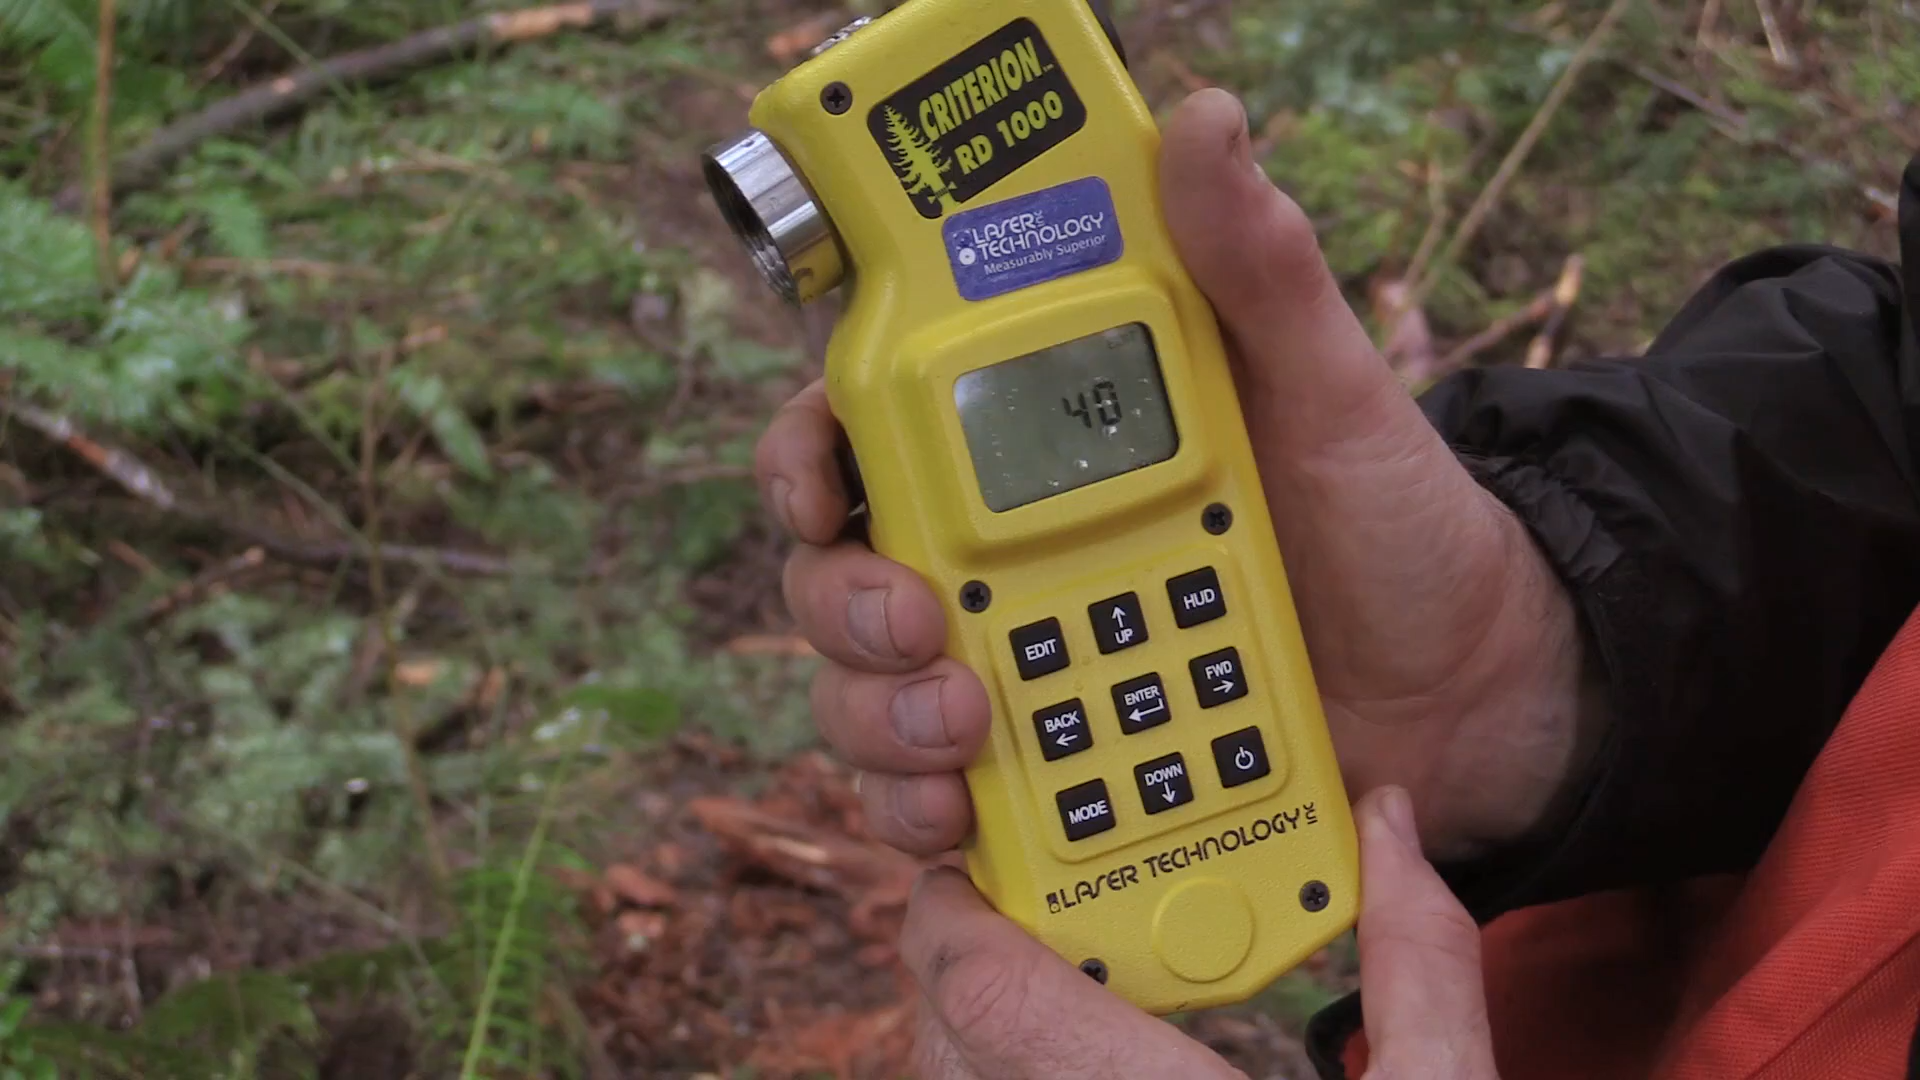 CRITERION
RD 1000
LASER INC
TECHNOLOGY
Measurably Superior
40
EDIT
↑
UP
HUD
BACK
←
ENTER
FWD
→
MODE
DOWN
↓
LASER TECHNOLOGY INC